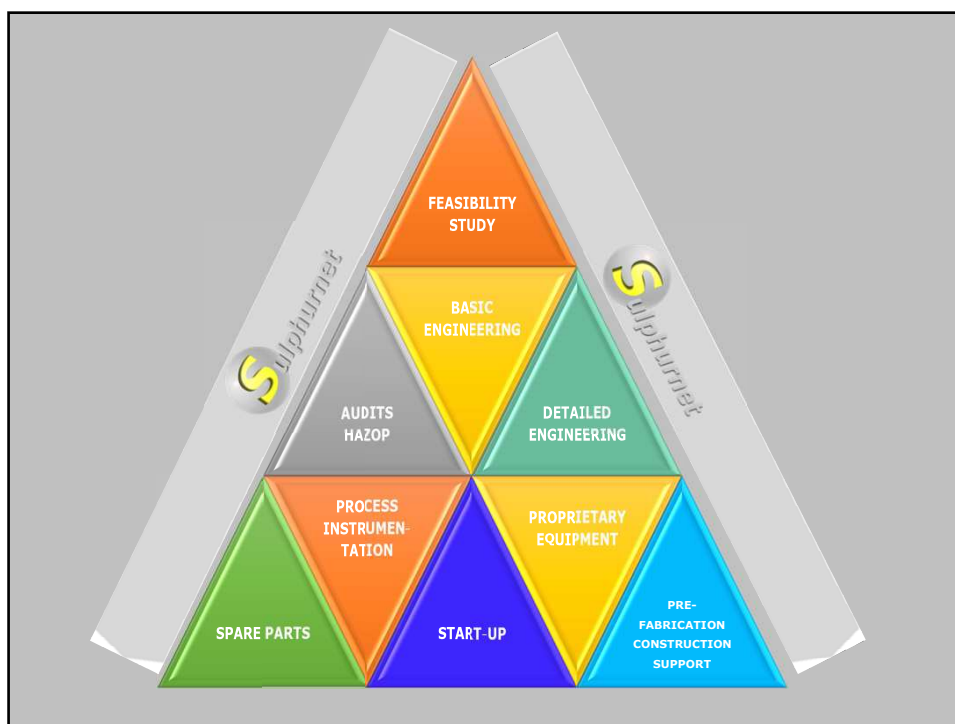 Sulphurnet
Sulphurnet
FEASIBILITY
STUDY
BASIC
ENGINEERING
AUDITS
HAZOP
DETAILED
ENGINEERING
PROCESS
INSTRUMEN-
TATION
PROPRIETARY
EQUIPMENT
SPARE PARTS
START-UP
PRE-
FABRICATION
CONSTRUCTION
SUPPORT